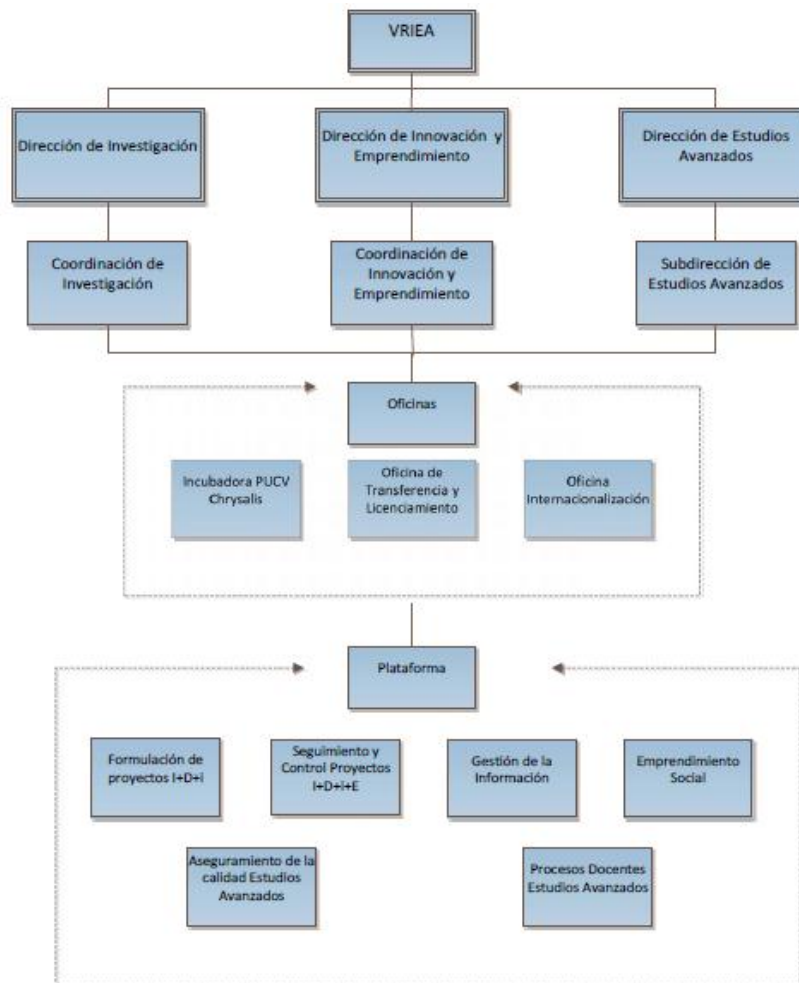 VRIEA
Dirección de Investigación
Dirección de Innovación y
Emprendimiento
Dirección de Estudios
Avanzados
Coordinación de
Investigación
Coordinación de
Innovación y
Emprendimiento
Subdirección de
Estudios Avanzados
Oficinas
Incubadora PUCV
Chrysalis
Oficina de
Transferencia y
Licenciamiento
Oficina
Internacionalización
Plataforma
Formulación de
proyectos I+D+i
Seguimiento y
Control Proyectos
I+D+i+E
Gestión de la
Información
Emprendimiento
Social
Aseguramiento de la
calidad Estudios
Avanzados
Procesos Docentes
Estudios Avanzados